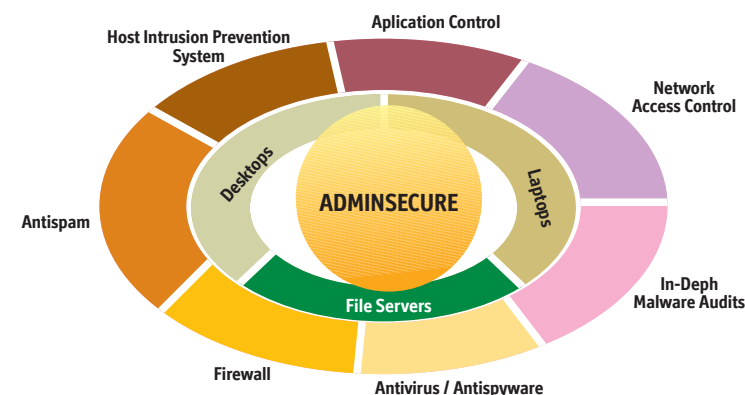 Aplication Control
Host Intrusion Prevention
System
Network
Access Control
Desktops
Laptops
ADMINSECURE
Antispam
In-Deph
Malware Audits
File Servers
Firewall
Antivirus / Antispyware